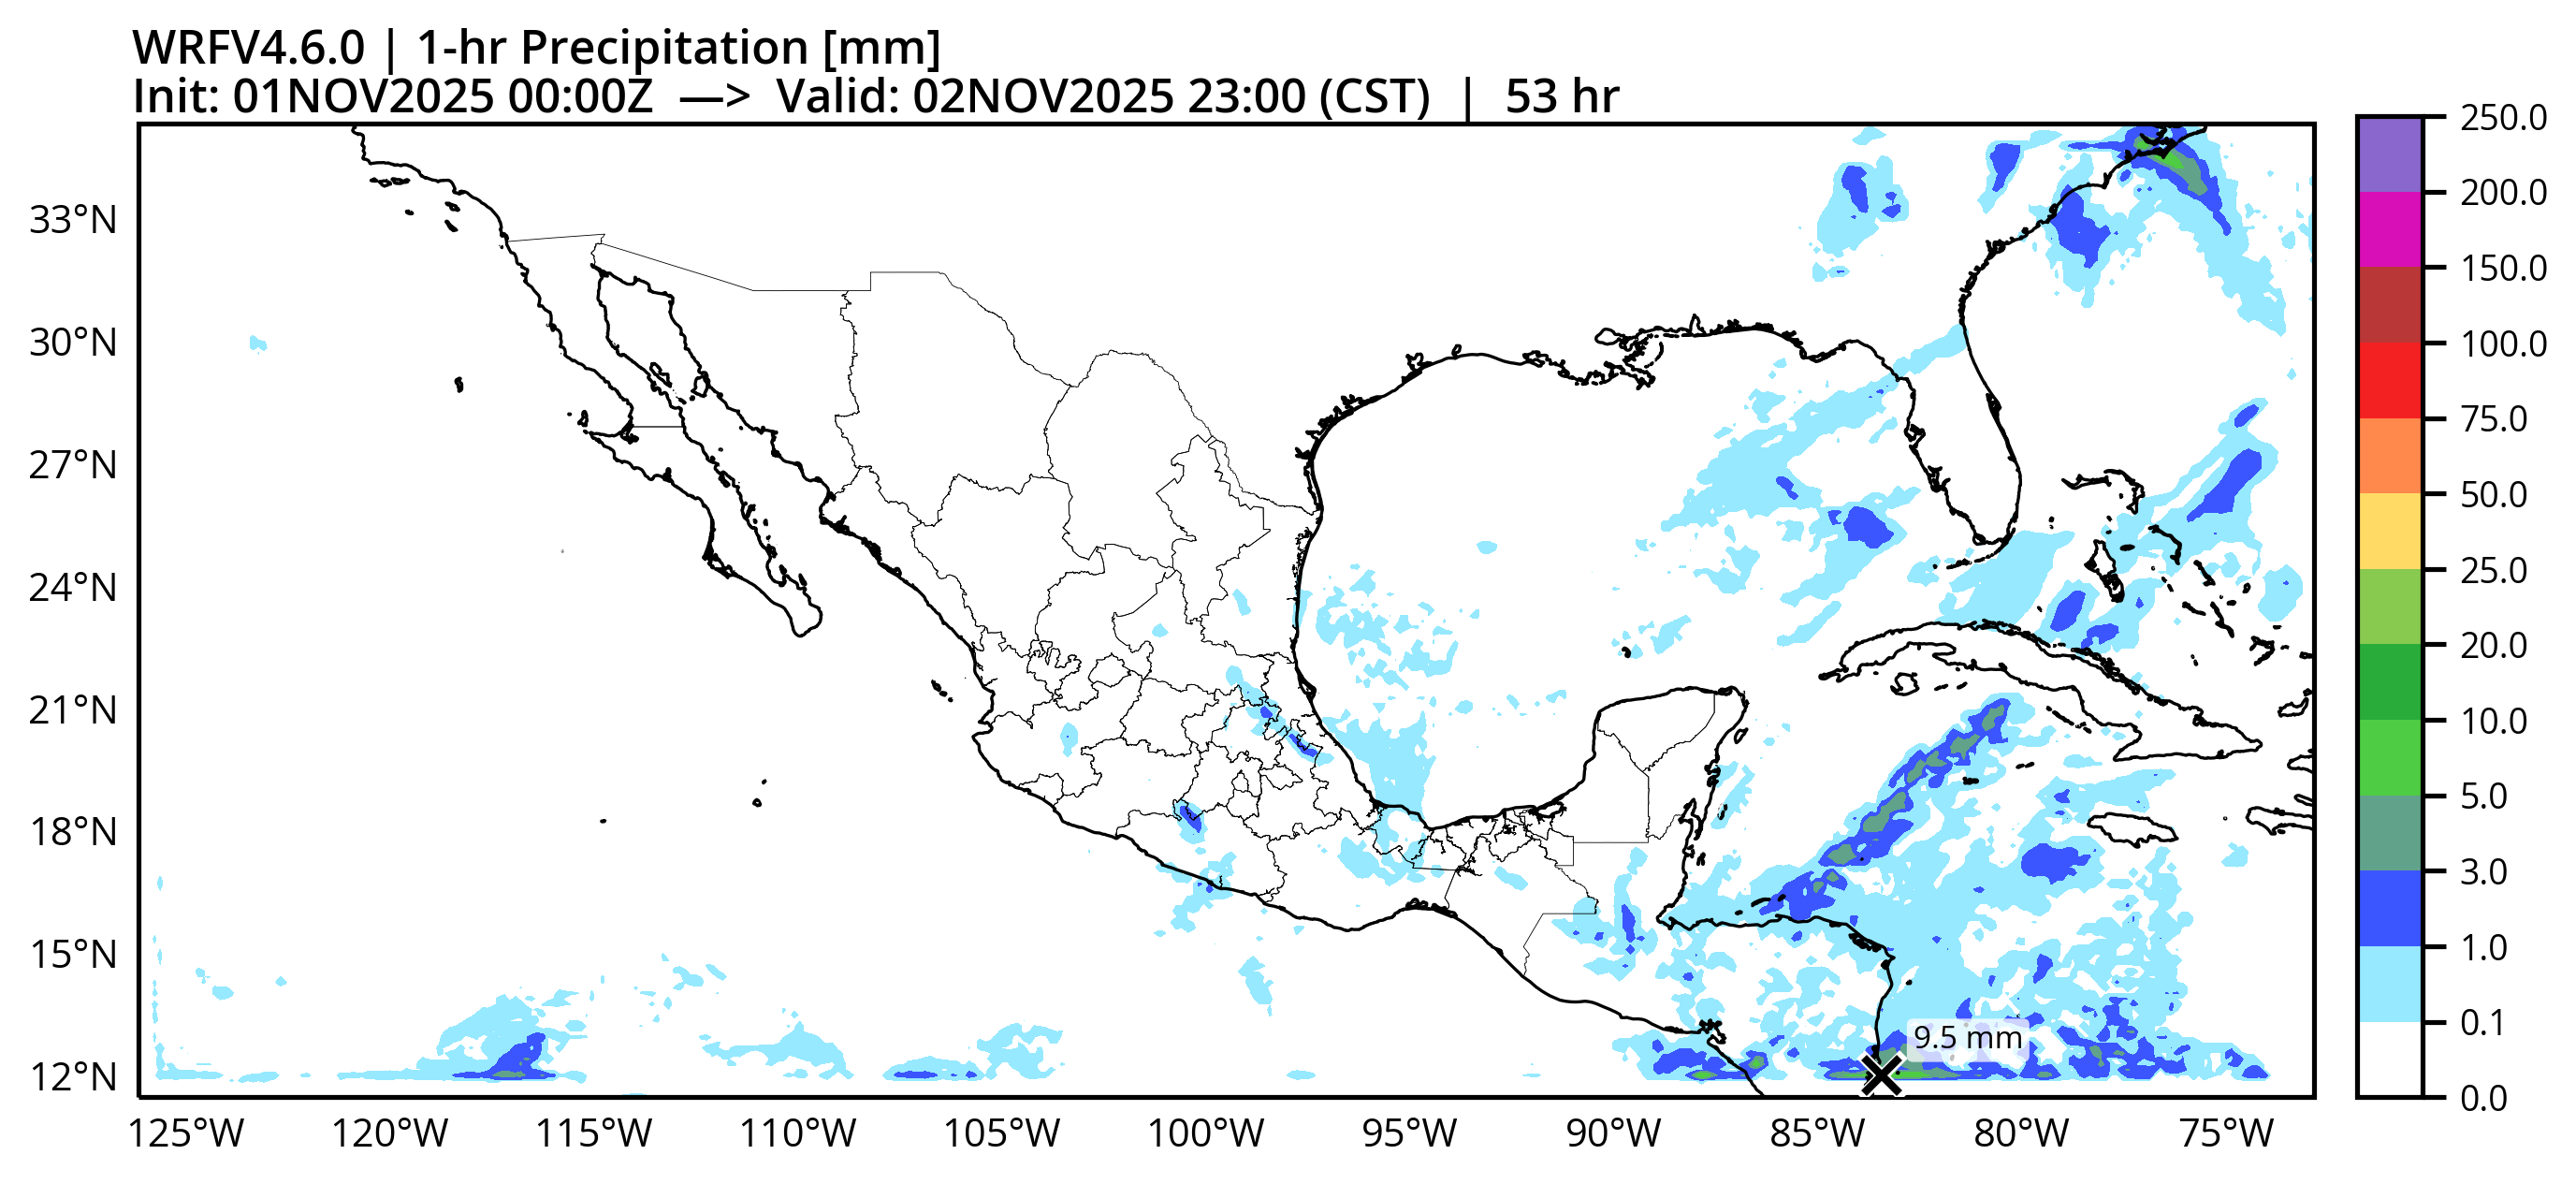 WRFV4.6.0 | 1-hr Precipitation [mm]
Init: 01NOV2025 00:00Z —> Valid: 02NOV2025 23:00 (CST) | 53 hr
33°N
30°N
27°N
24°N
21°N
18°N
15°N
12°N
9.5 mm
125°W 120°W 115°W 110°W 105°W 100°W 95°W 90°W 85°W 80°W 75°W
250.0
200.0
150.0
100.0
75.0
50.0
25.0
20.0
10.0
5.0
3.0
1.0
0.1
0.0